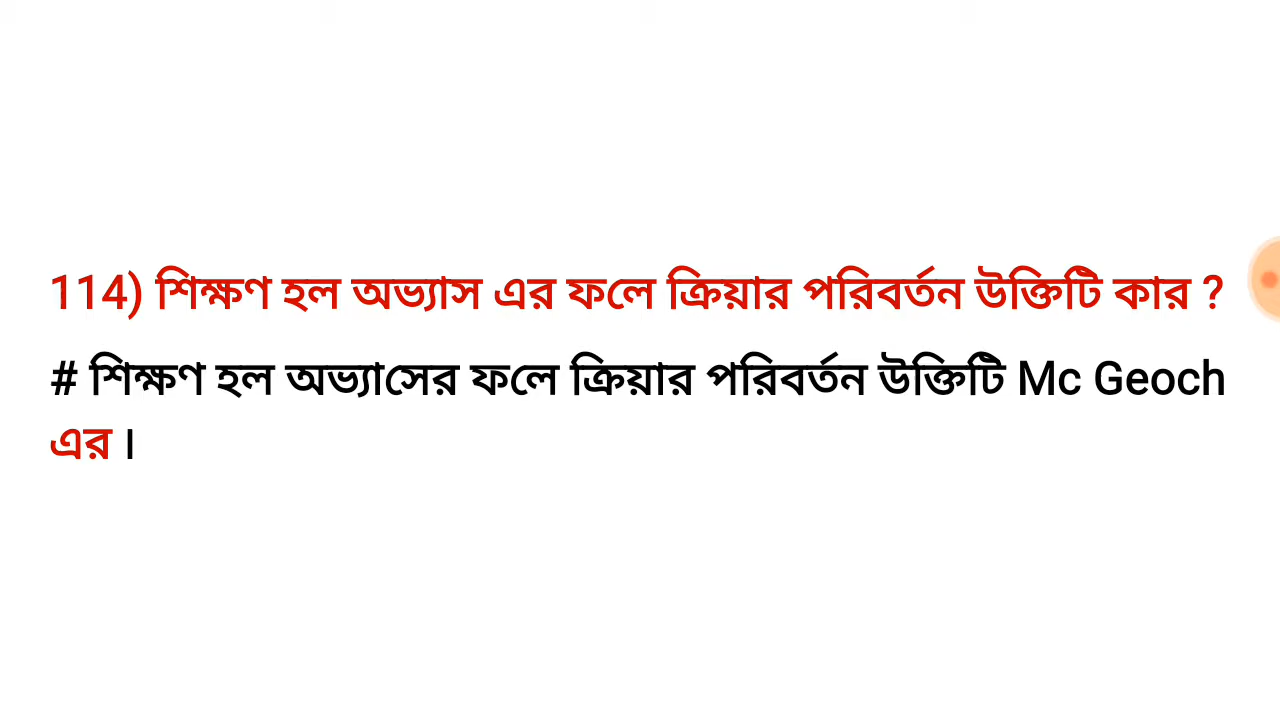 114) শিক্ষণ হল অভ্যাস এর ফলে ক্রিয়ার পরিবর্তন উক্তিটি কার ?
# শিক্ষণ হল অভ্যাসের ফলে ক্রিয়ার পরিবর্তন উক্তিটি Mc Geoch
এর ।